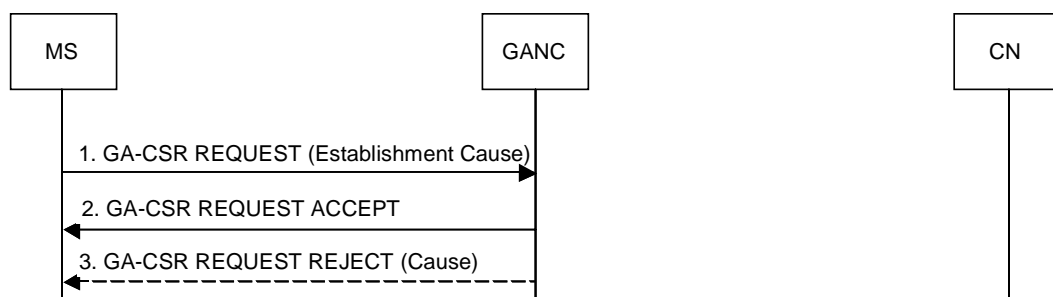 MS
GANC
CN
1. GA-CSR REQUEST (Establishment Cause)
2. GA-CSR REQUEST ACCEPT
3. GA-CSR REQUEST REJECT (Cause)